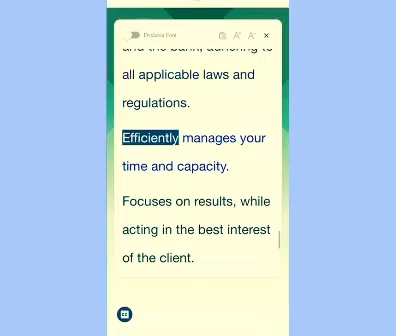 Dyslexia Font
A+ A- ×
and the bank, adhering to
all applicable laws and
regulations.
Efficiently manages your
time and capacity.
Focuses on results, while
acting in the best interest
of the client.